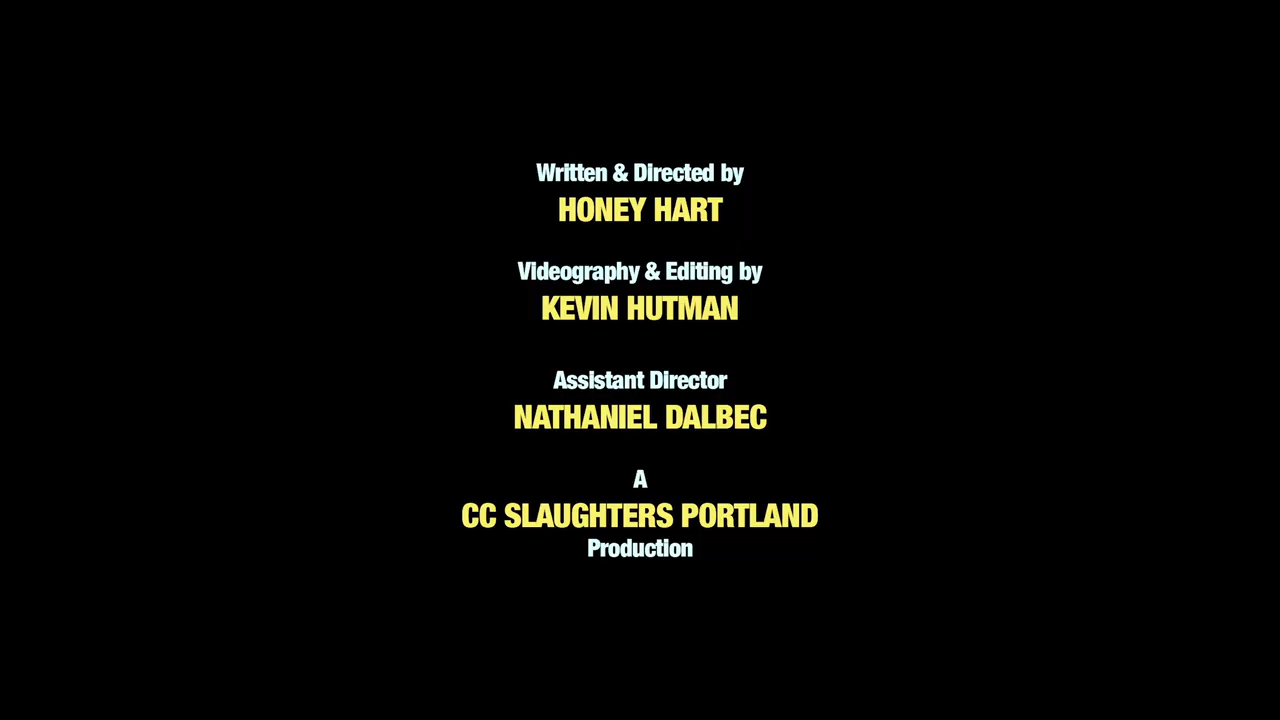 Written & Directed by
HONEY HART
Videography & Editing by
KEVIN HUTMAN
Assistant Director
NATHANIEL DALBEC
A
CC SLAUGHTERS PORTLAND
Production